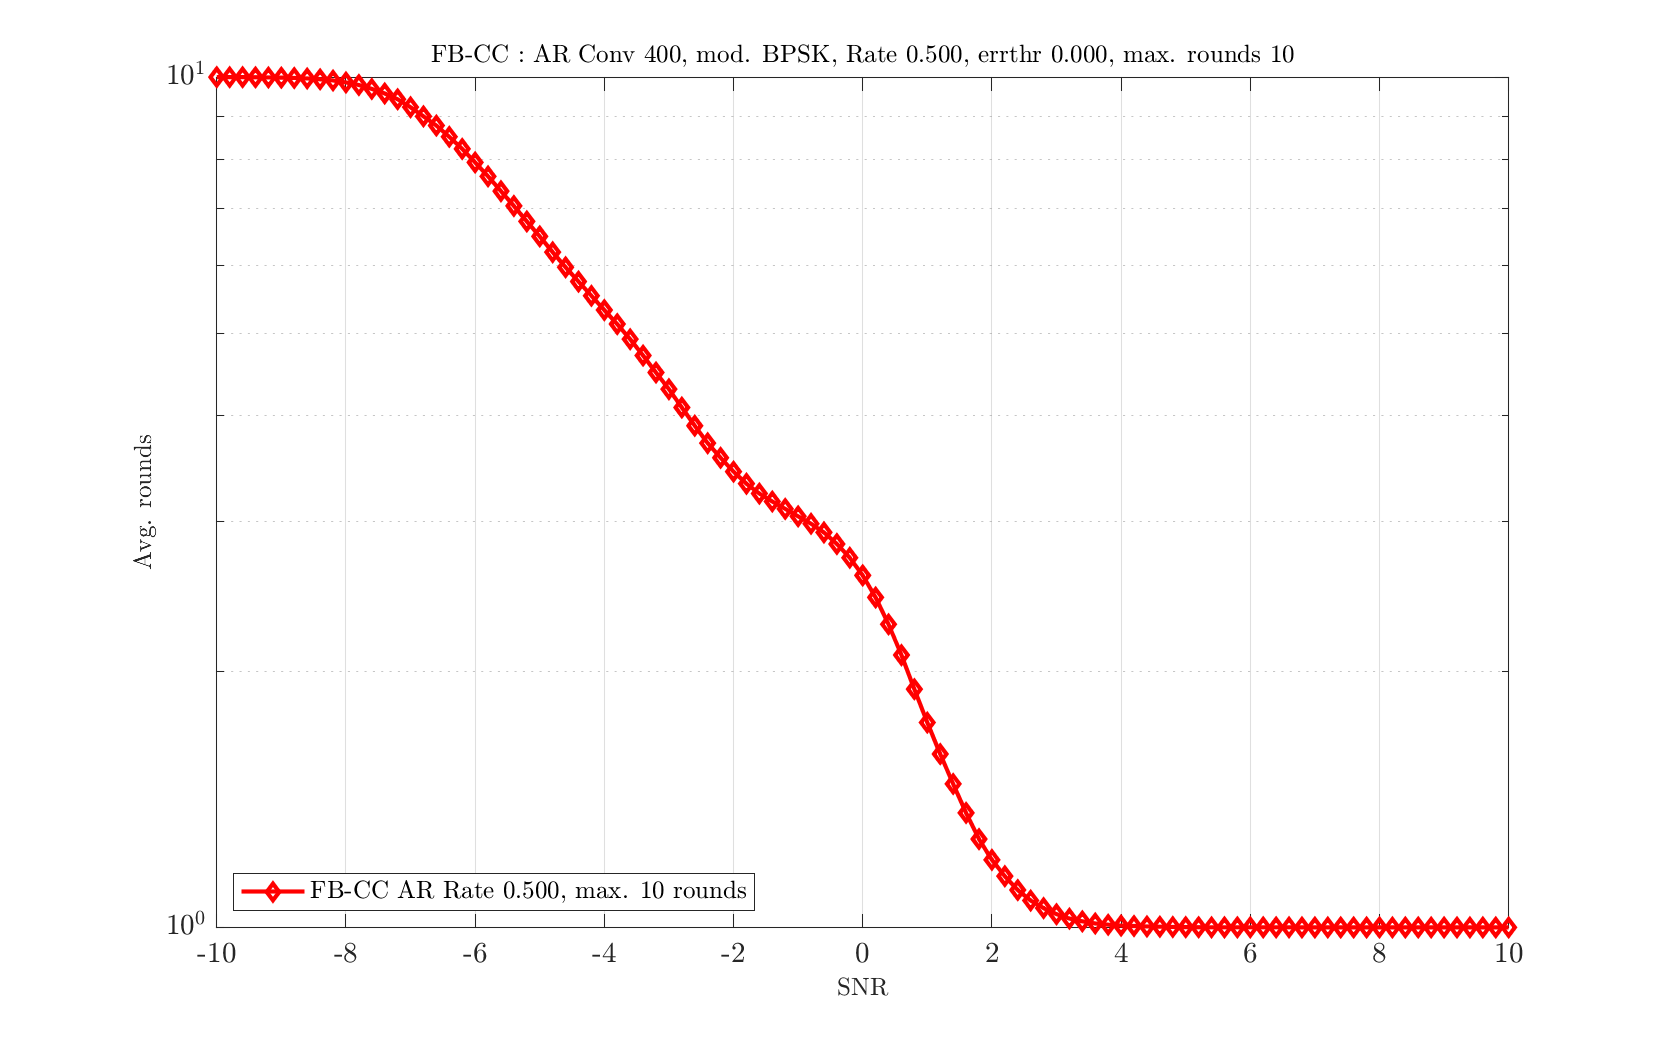 FB-CC : AR Conv 400, mod. BPSK, Rate 0.500, errthr 0.000, max. rounds 10
10^1
Avg. rounds
FB-CC AR Rate 0.500, max. 10 rounds
10^0
-10 -8 -6 -4 -2 0 2 4 6 8 10
SNR